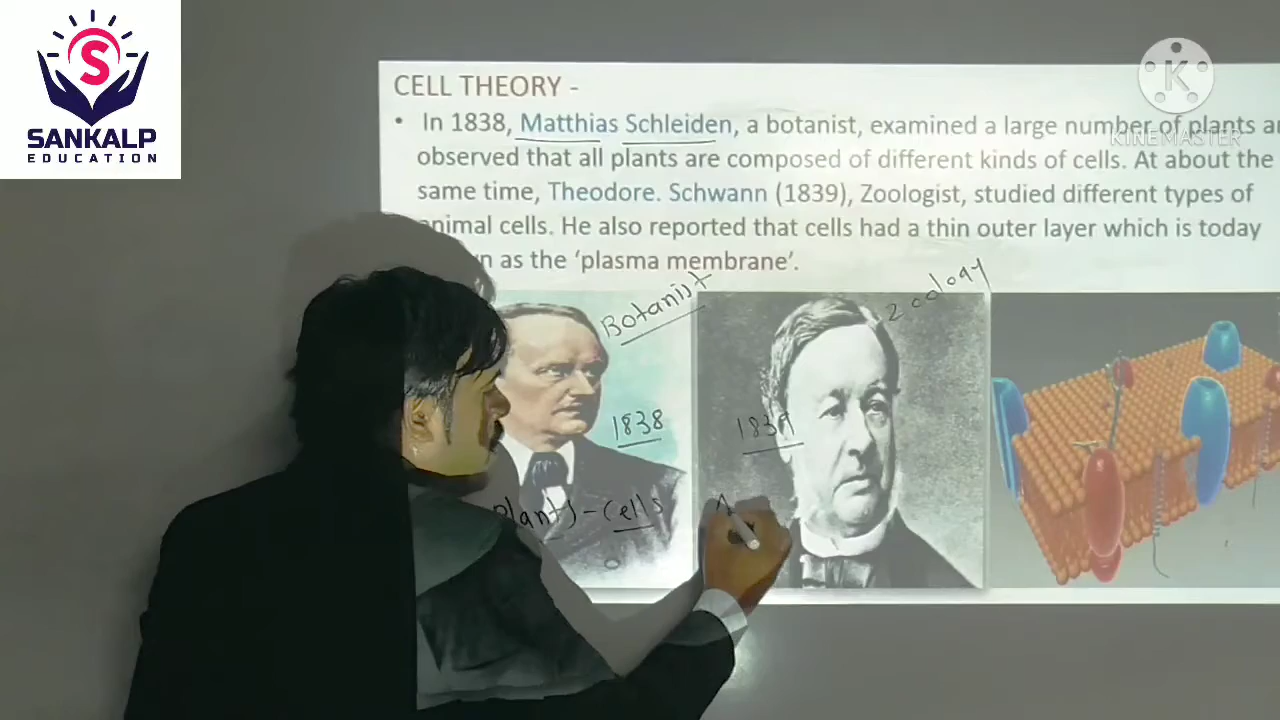 S
SANKALP
EDUCATION
K
KINEMASTER
CELL THEORY -
• In 1838, Matthias Schleiden, a botanist, examined a large number of plants an
observed that all plants are composed of different kinds of cells. At about the
same time, Theodore. Schwann (1839), Zoologist, studied different types of
animal cells. He also reported that cells had a thin outer layer which is today
n as the ‘plasma membrane’.
Botanist
zoology
1838
1839
plants - cells
A